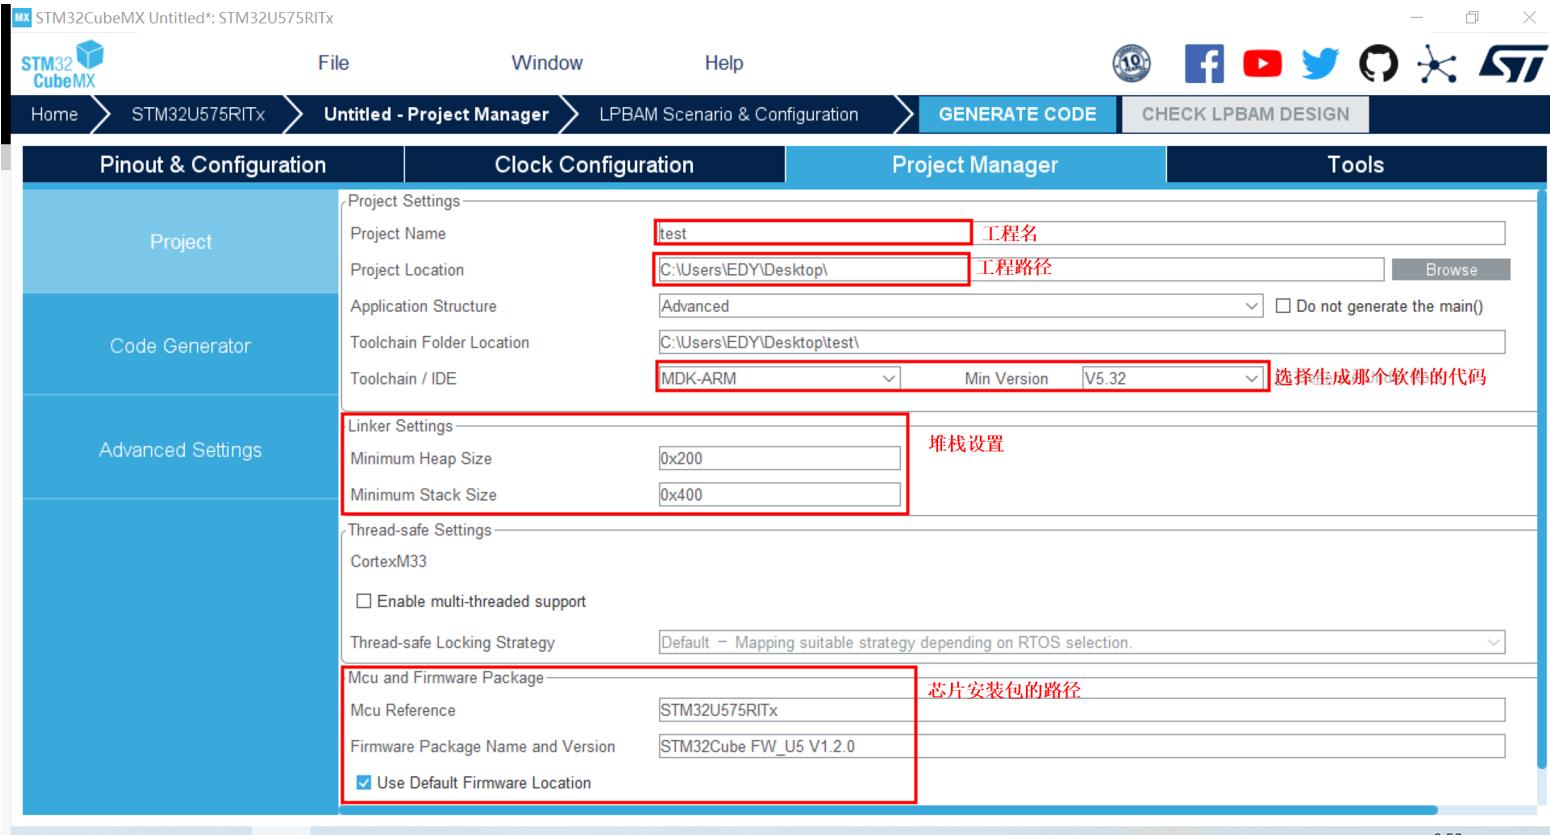 MX STM32CubeMX Untitled*: STM32U575RITx
STM32 CubeMX
File Window Help
10
ST
Home STM32U575RITx Untitled - Project Manager LPBAM Scenario & Configuration GENERATE CODE CHECK LPBAM DESIGN
Pinout & Configuration Clock Configuration Project Manager Tools
Project
Code Generator
Advanced Settings
Project Settings
Project Name test 工程名
Project Location C:\Users\EDY\Desktop\ 工程路径 Browse
Application Structure Advanced Do not generate the main()
Toolchain Folder Location C:\Users\EDY\Desktop\test\
Toolchain / IDE MDK-ARM Min Version V5.32 选择生成那个软件的代码
Linker Settings 堆栈设置
Minimum Heap Size 0x200
Minimum Stack Size 0x400
Thread-safe Settings
CortexM33
Enable multi-threaded support
Thread-safe Locking Strategy Default – Mapping suitable strategy depending on RTOS selection.
Mcu and Firmware Package 芯片安装包的路径
Mcu Reference STM32U575RITx
Firmware Package Name and Version STM32Cube FW_U5 V1.2.0
Use Default Firmware Location